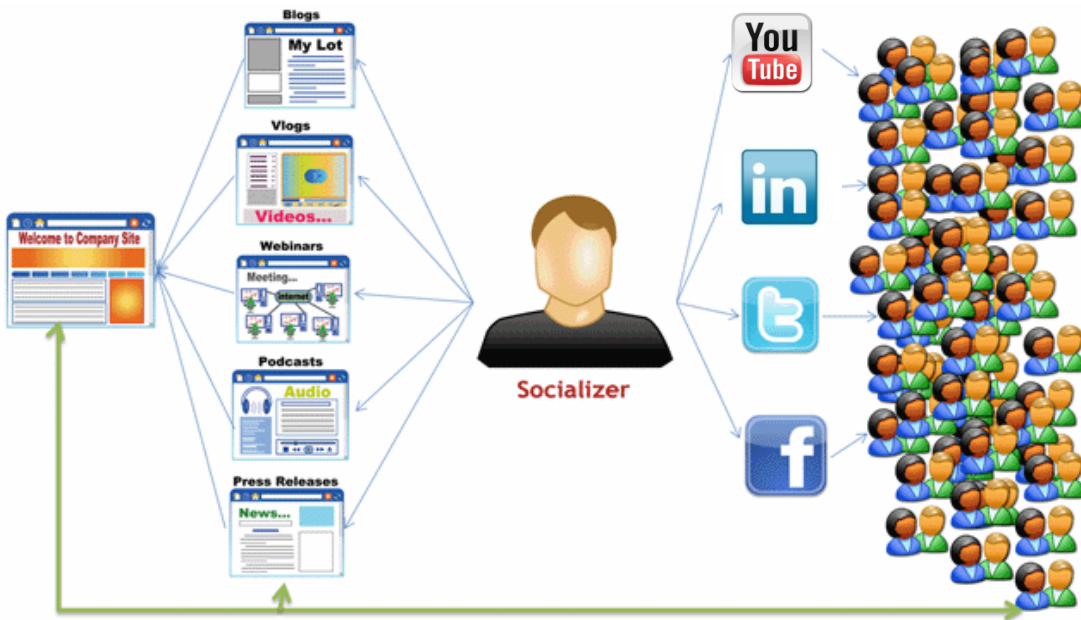 Blogs
My Lot
Vlogs
Videos...
Webinars
Meeting...
internet
Podcasts
Audio
Press Releases
News...
Welcome to Company Site
Socializer
You
Tube
in
t
f